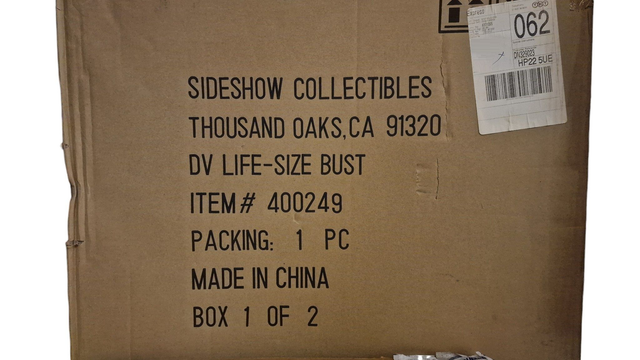 062
HP22 5UE
SIDESHOW COLLECTIBLES
THOUSAND OAKS,CA 91320
DV LIFE-SIZE BUST
ITEM# 400249
PACKING: 1 PC
MADE IN CHINA
BOX 1 OF 2